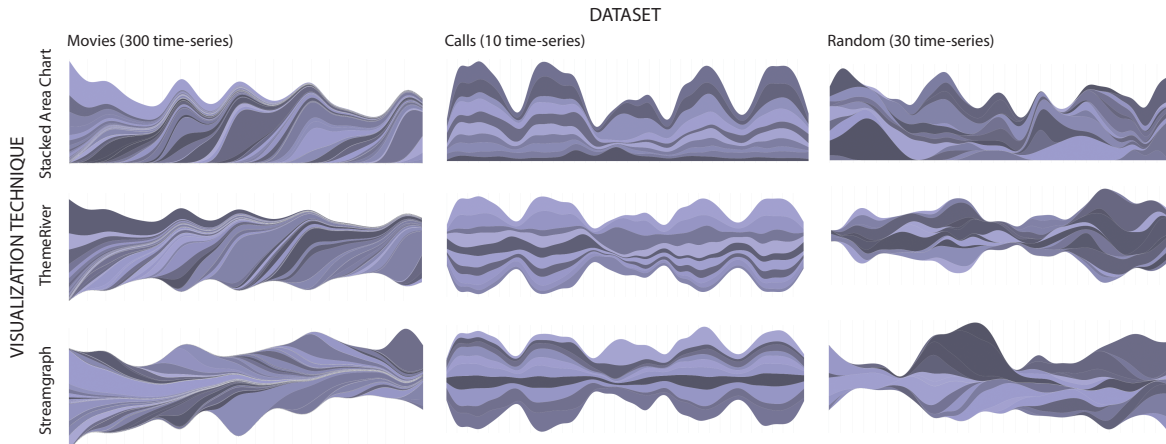 DATASET
Movies (300 time-series)
Calls (10 time-series)
Random (30 time-series)
VISUALIZATION TECHNIQUE
Stacked Area Chart
ThemeRiver
Streamgraph